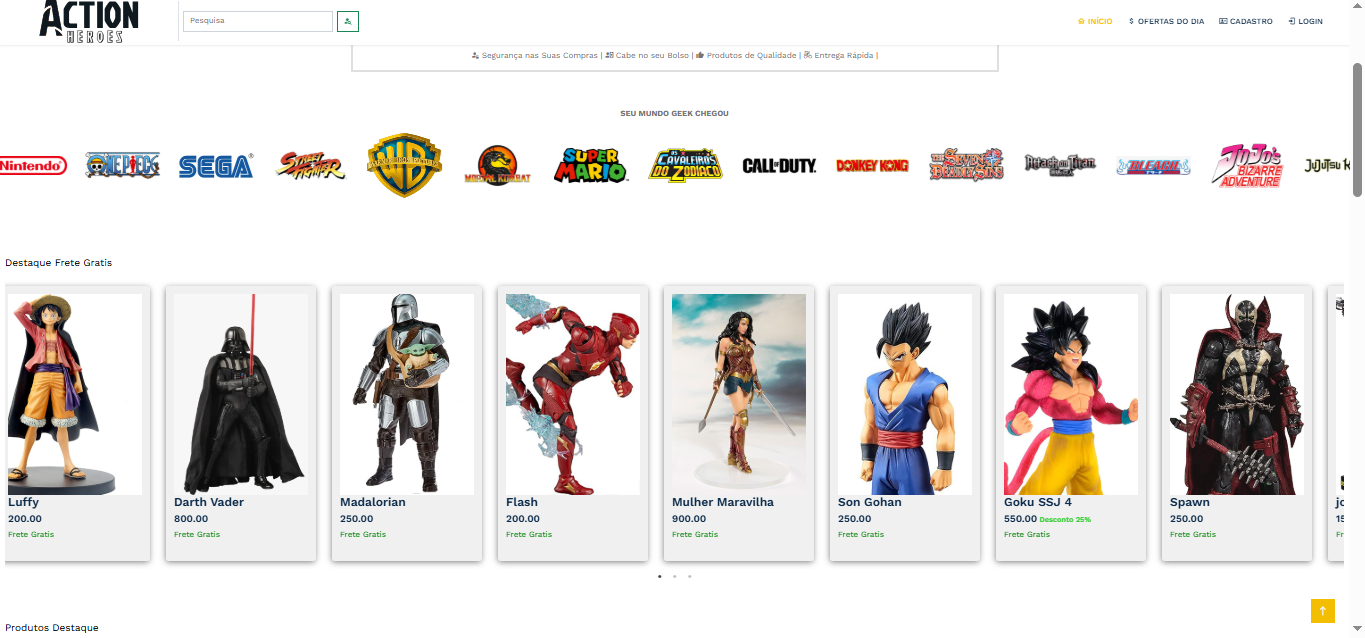 ACTION
HEROES
Pesquisa
INÍCIO
OFERTAS DO DIA
CADASTRO
LOGIN
Segurança nas Suas Compras | Cabe no seu Bolso | Produtos de Qualidade | Entrega Rápida |
SEU MUNDO GEEK CHEGOU
Nintendo
ONE PIECE
SEGA
STREET FIGHTER
WB
MORTAL KOMBAT
SUPER MARIO
OS CAVALEIROS DO ZODIACO
CALL OF DUTY
DONKEY KONG
THE SEVEN DEADLY SINS
Attack on Titan
BLEACH
JOJO'S BIZARRE ADVENTURE
JUJUTSU K
Destaque Frete Gratis
Luffy
200.00
Frete Gratis
Darth Vader
800.00
Frete Gratis
Madalorian
250.00
Frete Gratis
Flash
200.00
Frete Gratis
Mulher Maravilha
900.00
Frete Gratis
Son Gohan
250.00
Frete Gratis
Goku SSJ 4
550.00 Desconto 25%
Frete Gratis
Spawn
250.00
Frete Gratis
jo
15
Fr
Produtos Destaque